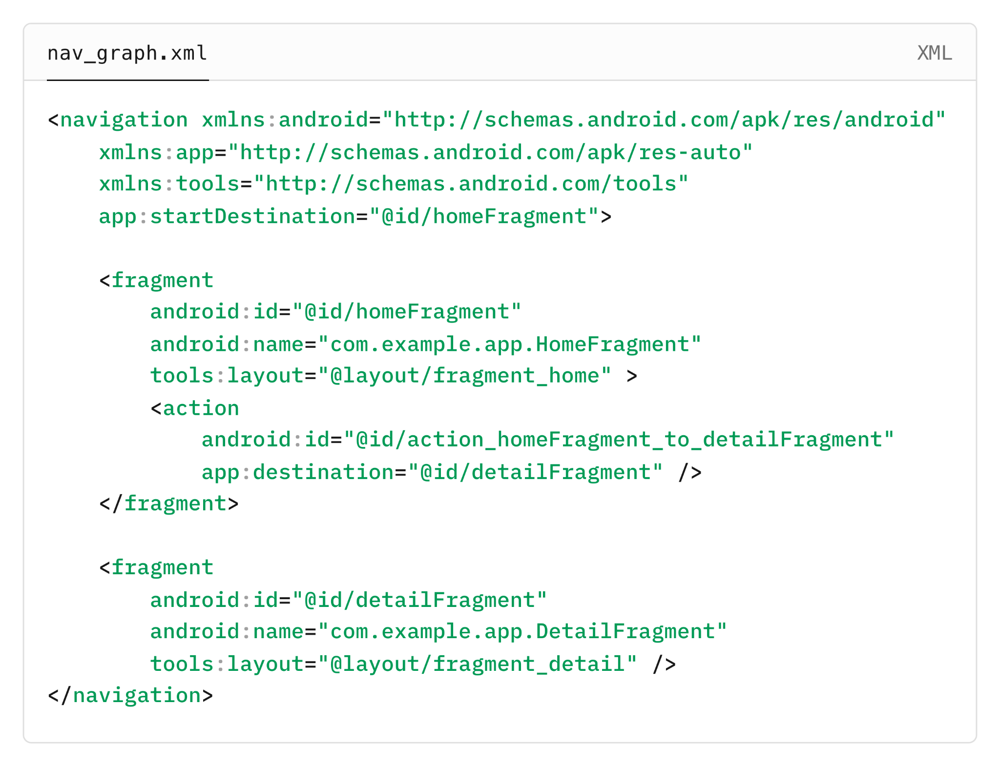 nav_graph.xml
XML
<navigation xmlns:android="http://schemas.android.com/apk/res/android"
    xmlns:app="http://schemas.android.com/apk/res-auto"
    xmlns:tools="http://schemas.android.com/tools"
    app:startDestination="@id/homeFragment">

    <fragment
        android:id="@id/homeFragment"
        android:name="com.example.app.HomeFragment"
        tools:layout="@layout/fragment_home" >
        <action
            android:id="@id/action_homeFragment_to_detailFragment"
            app:destination="@id/detailFragment" />
    </fragment>

    <fragment
        android:id="@id/detailFragment"
        android:name="com.example.app.DetailFragment"
        tools:layout="@layout/fragment_detail" />
</navigation>